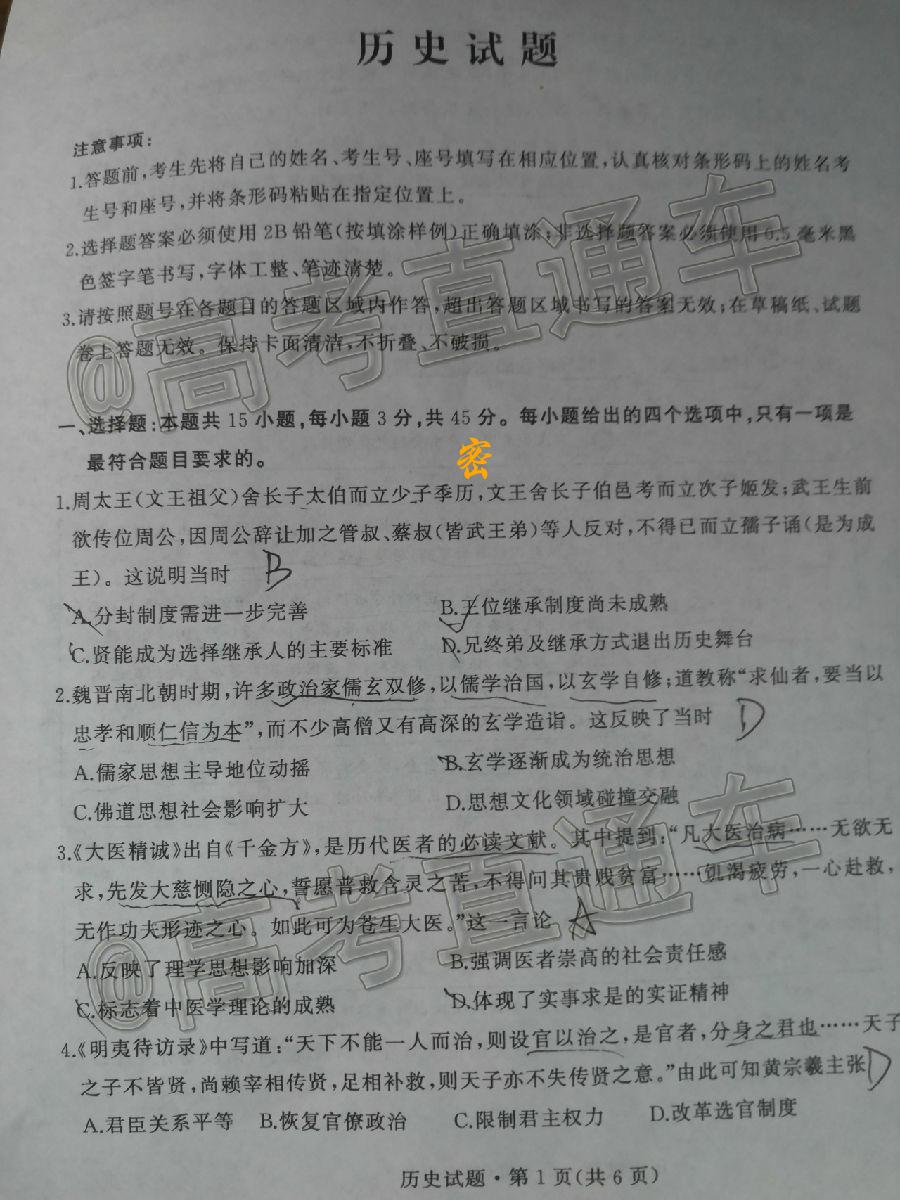 历史试题
注意事项:
1.答题前,考生先将自己的姓名、考生号、座号填写在相应位置,认真核对条形码上的姓名考
生号和座号,并将条形码粘贴在指定位置上。
2.选择题答案必须使用2B铅笔(按填涂样例)正确填涂;非选择题答案必须使用0.5毫米黑
色签字笔书写,字体工整、笔迹清楚。
3.请按照题号在各题目的答题区域内作答,超出答题区域书写的答案无效;在草稿纸、试题
卷上答题无效。保持卡面清洁,不折叠、不破损。
@高考直通车
一、选择题:本题共15小题,每小题3分,共45分。每小题给出的四个选项中,只有一项是
最符合题目要求的。
密
1.周太王(文王祖父)舍长子太伯而立少子季历,文王舍长子伯邑考而立次子姬发;武王生前
欲传位周公,因周公辞让加之管叔、蔡叔(皆武王弟)等人反对,不得已而立孺子诵(是为成
王)。这说明当时 B
A.分封制度需进一步完善 B.王位继承制度尚未成熟
C.贤能成为选择继承人的主要标准 D.兄终弟及继承方式退出历史舞台
2.魏晋南北朝时期,许多政治家儒玄双修,以儒学治国,以玄学自修;道教称“求仙者,要当以
忠孝和顺仁信为本”,而不少高僧又有高深的玄学造诣。这反映了当时 D
A.儒家思想主导地位动摇 B.玄学逐渐成为统治思想
C.佛道思想社会影响扩大 D.思想文化领域碰撞交融
3.《大医精诚》出自《千金方》,是历代医者的必读文献。其中提到:“凡大医治病……无欲无
求,先发大慈恻隐之心,誓愿普救含灵之苦,不得问其贵贱贫富……饥渴疲劳,一心赴救,
无作功夫形迹之心。如此可为苍生大医。”这一言论 A
@高考直通车
A.反映了理学思想影响加深 B.强调医者崇高的社会责任感
C.标志着中医学理论的成熟 D.体现了实事求是的实证精神
4.《明夷待访录》中写道:“天下不能一人而治,则设官以治之,是官者,分身之君也……天子
之子不皆贤,尚赖宰相传贤,足相补救,则天子亦不失传贤之意。”由此可知黄宗羲主张 D
A.君臣关系平等 B.恢复官僚政治 C.限制君主权力 D.改革选官制度
历史试题·第1页(共6页)